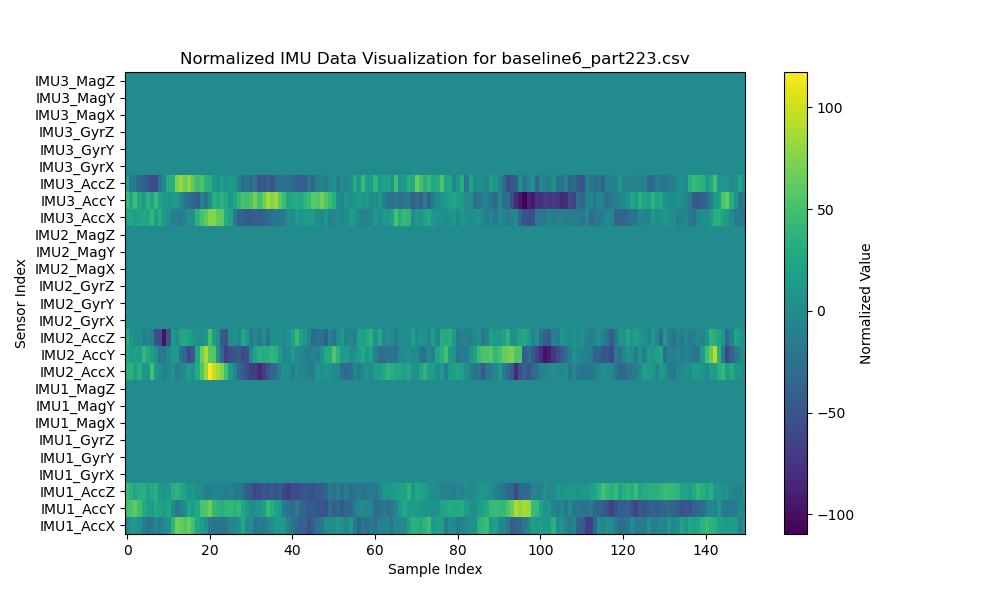 Normalized IMU Data Visualization for baseline6_part223.csv
IMU3_MagZ
IMU3_MagY
IMU3_MagX
IMU3_GyrZ
IMU3_GyrY
IMU3_GyrX
IMU3_AccZ
IMU3_AccY
IMU3_AccX
IMU2_MagZ
IMU2_MagY
IMU2_MagX
IMU2_GyrZ
IMU2_GyrY
IMU2_GyrX
IMU2_AccZ
IMU2_AccY
IMU2_AccX
IMU1_MagZ
IMU1_MagY
IMU1_MagX
IMU1_GyrZ
IMU1_GyrY
IMU1_GyrX
IMU1_AccZ
IMU1_AccY
IMU1_AccX
Sensor Index
0 20 40 60 80 100 120 140
Sample Index
100
50
0
−50
−100
Normalized Value